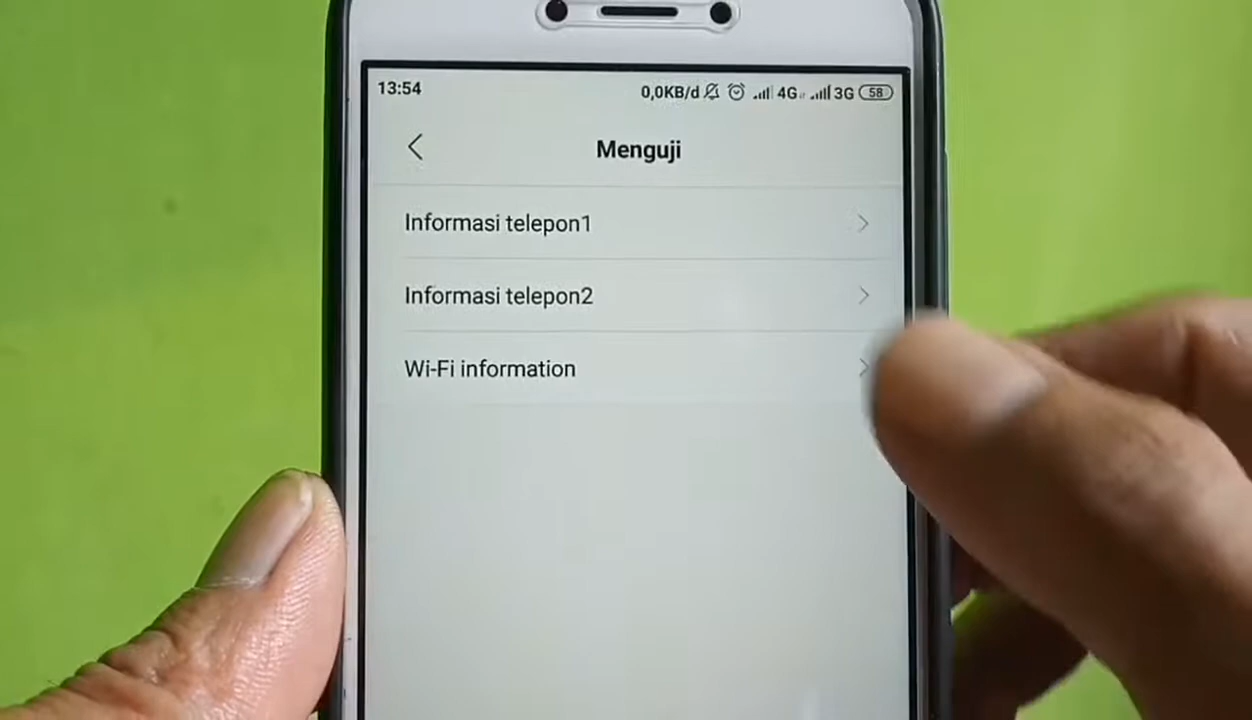 13:54 0,0KB/d 4G 3G 58
Menguji
Informasi telepon1
Informasi telepon2
Wi-Fi information